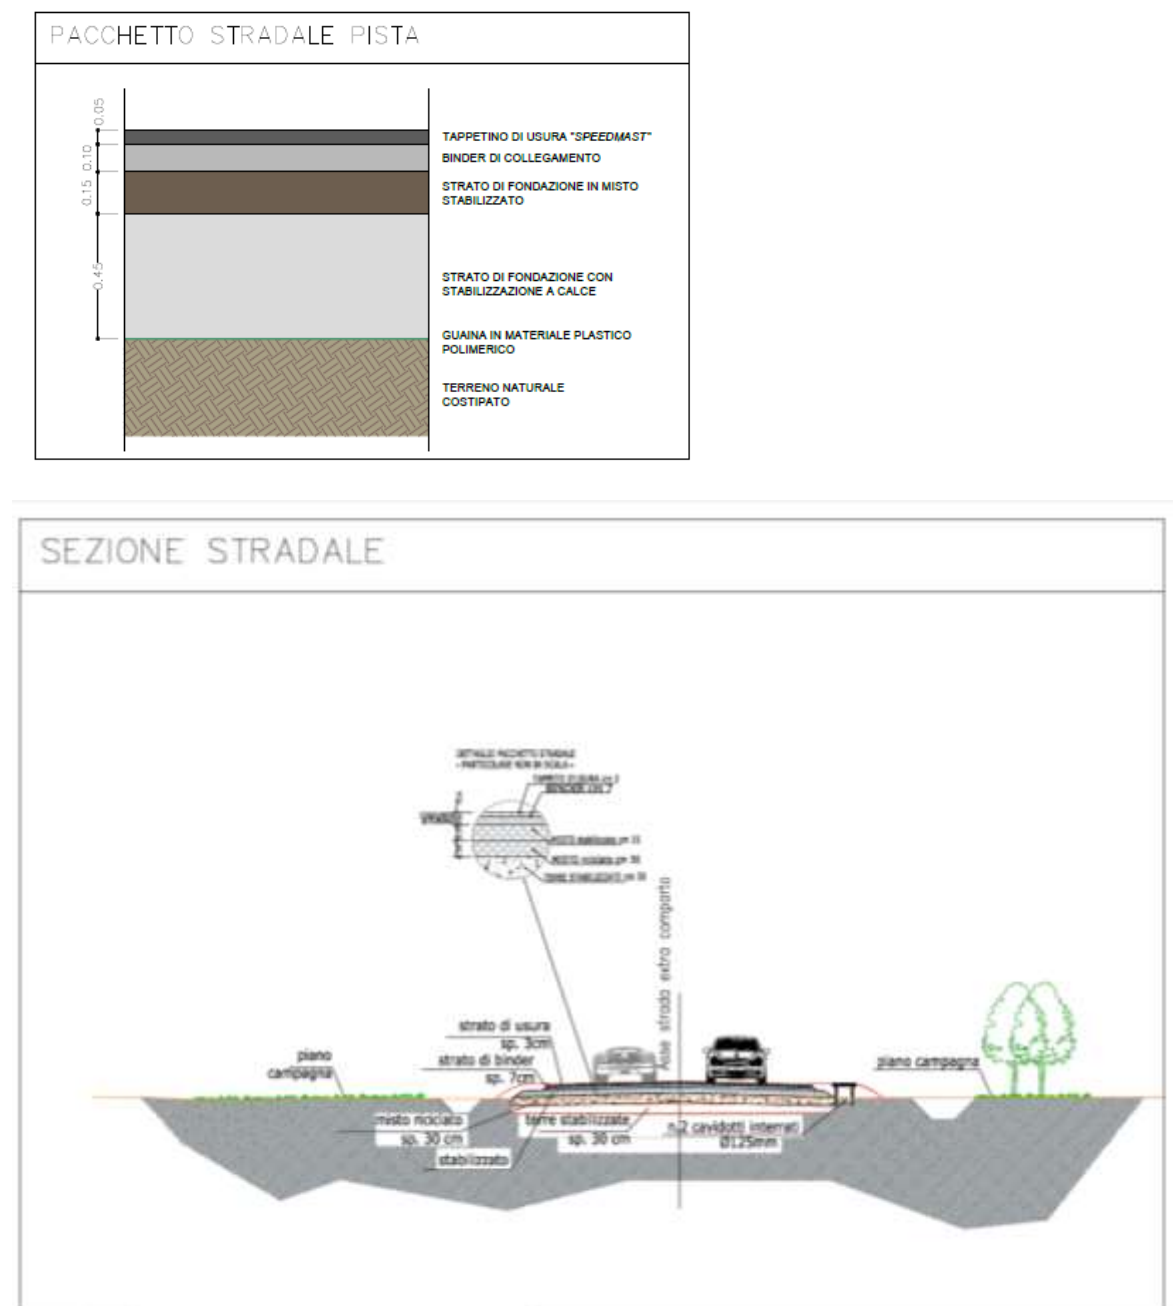 PACCHETTO STRADALE PISTA
0.05
TAPPETINO DI USURA "SPEEDMAST"
0.10
BINDER DI COLLEGAMENTO
0.15
STRATO DI FONDAZIONE IN MISTO
STABILIZZATO
0.45
STRATO DI FONDAZIONE CON
STABILIZZAZIONE A CALCE
GUAINA IN MATERIALE PLASTICO
POLIMERICO
TERRENO NATURALE
COSTIPATO
SEZIONE STRADALE
DETTAGLIO PACCHETTO STRADALE
Asse strada extra comparto
strato di usura
sp. 3cm
strato di binder
sp. 7cm
piano
campagna
piano campagna
misto riciclato
sp. 30 cm
terre stabilizzate
sp. 30 cm
n.2 cavidotti interrati
Ø125mm
stabilizzato